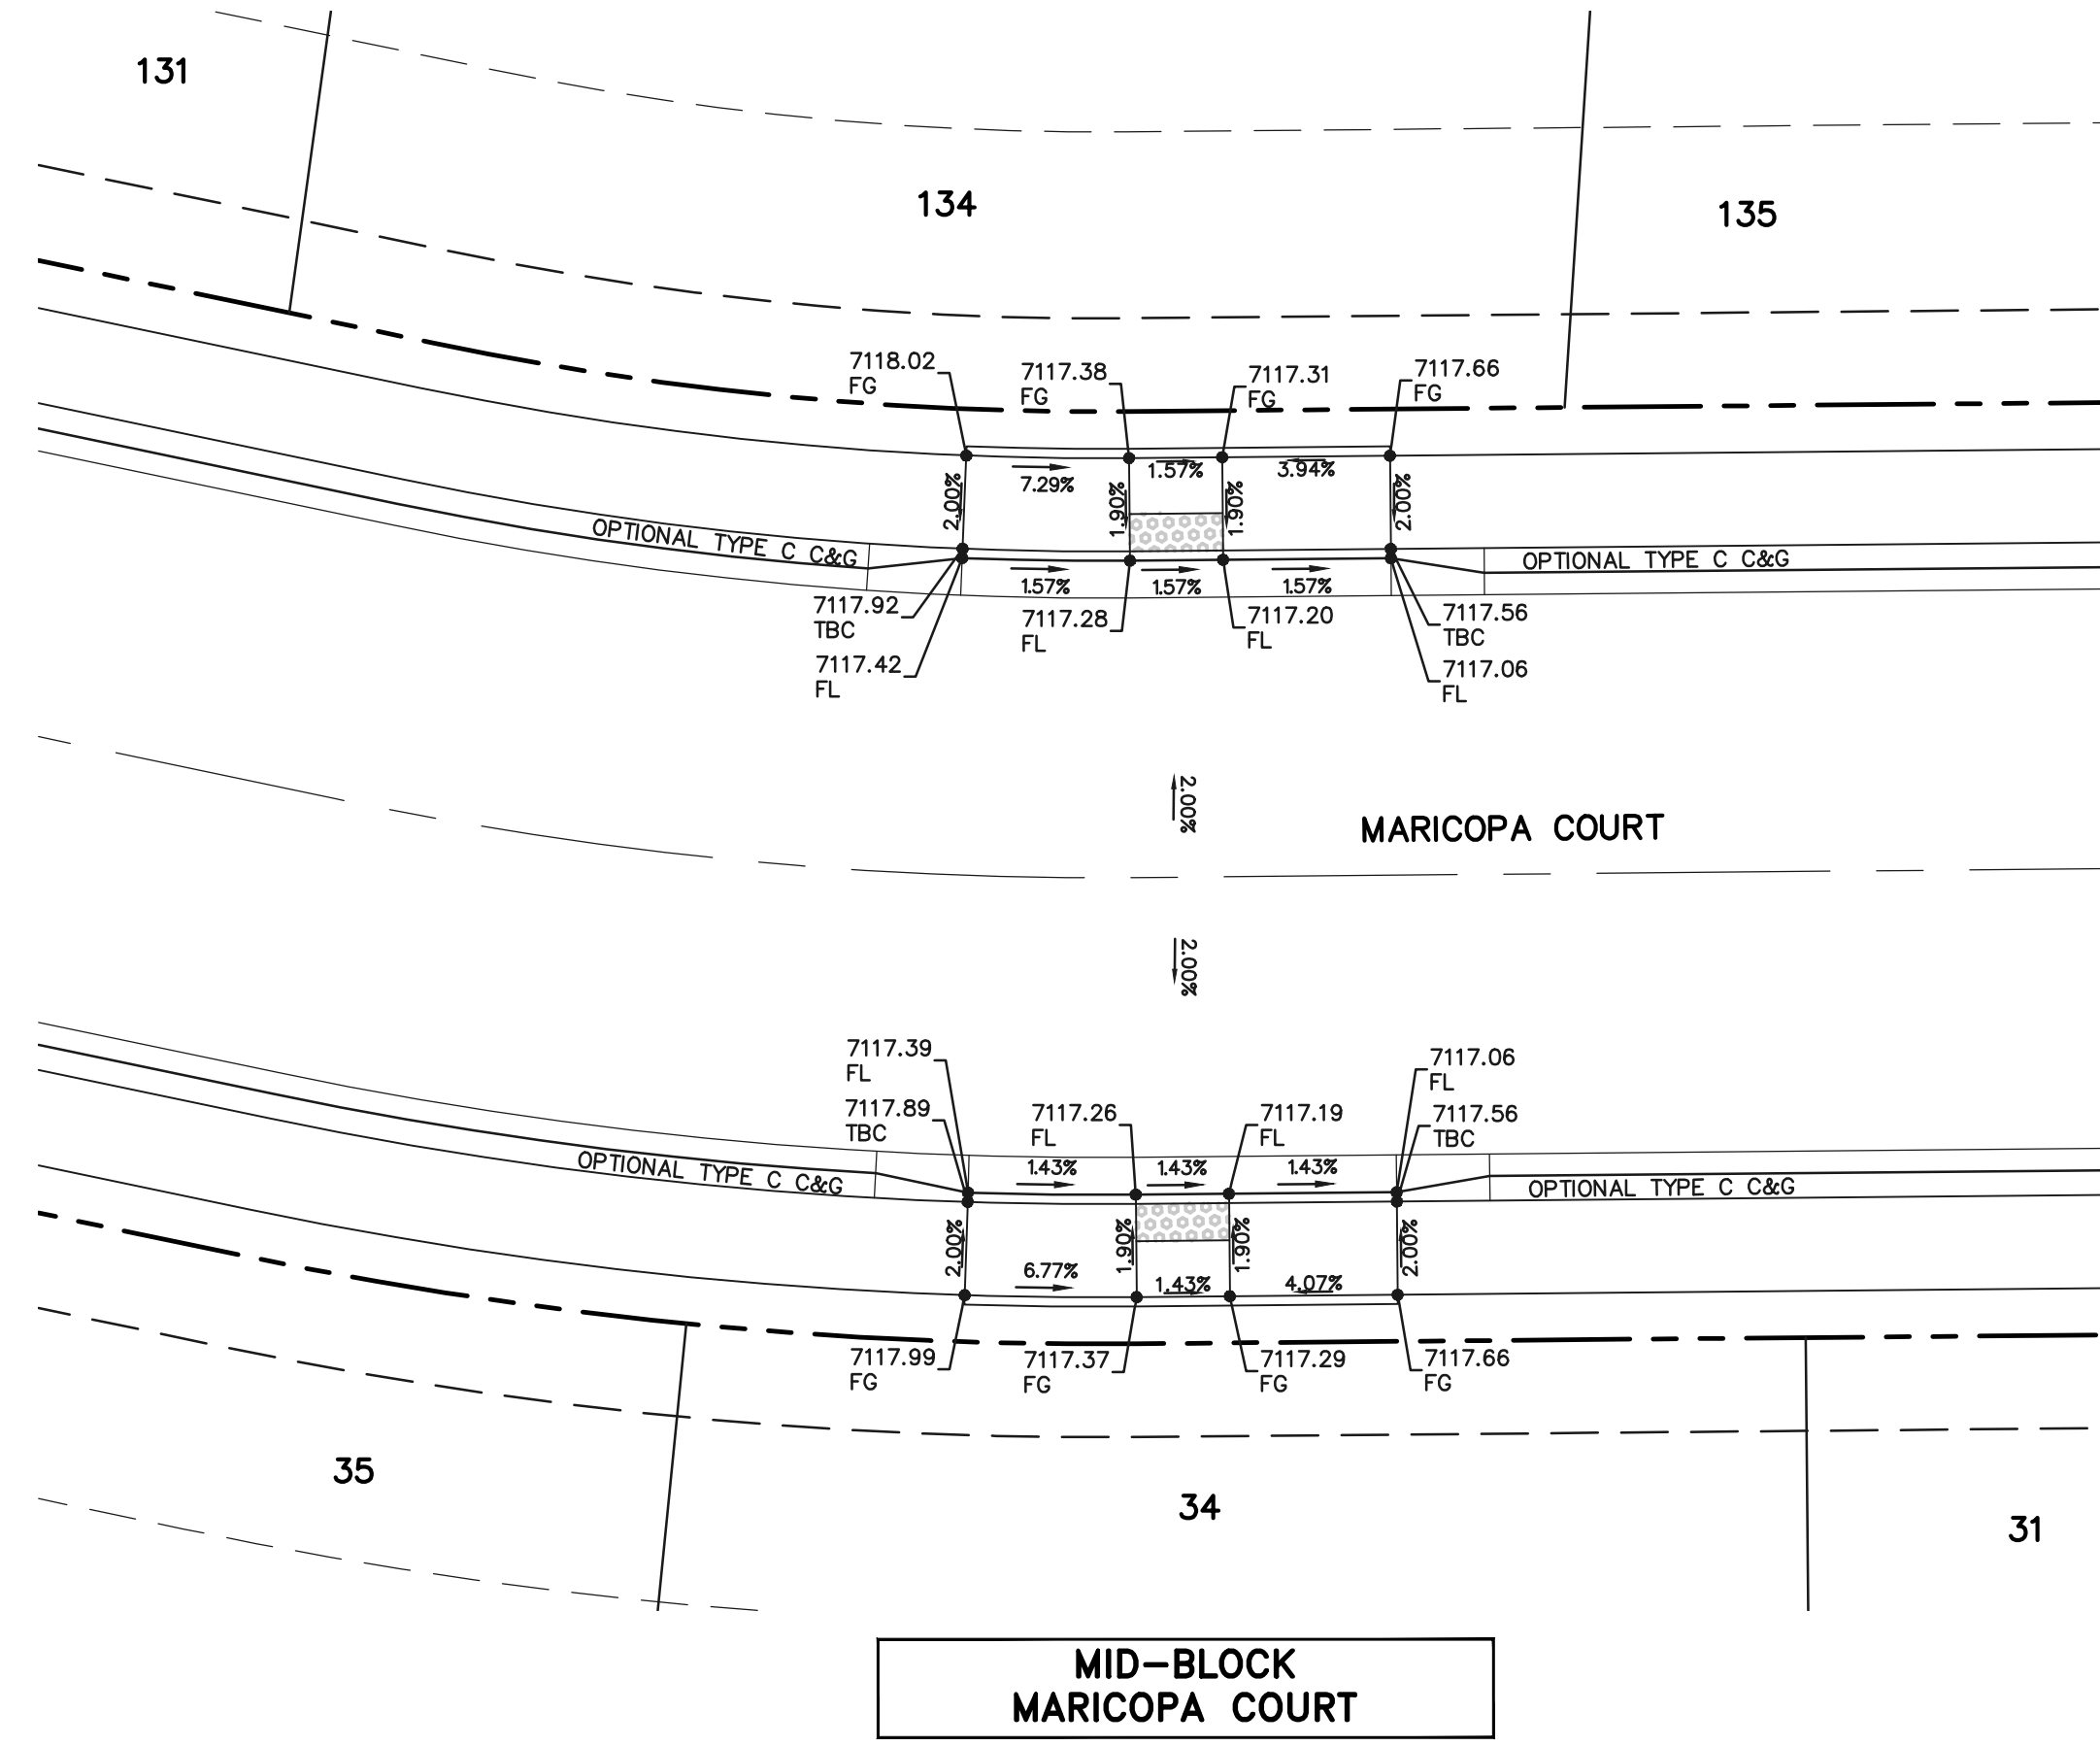 131
134
135
7118.02
FG
7117.38
FG
7117.31
FG
7117.66
FG
7.29%
1.57%
3.94%
2.00%
1.90%
1.90%
2.00%
OPTIONAL TYPE C C&G
OPTIONAL TYPE C C&G
1.57%
1.57%
1.57%
7117.92
TBC
7117.28
FL
7117.20
FL
7117.56
TBC
7117.42
FL
7117.06
FL
2.00%
MARICOPA COURT
2.00%
7117.39
FL
7117.06
FL
7117.89
TBC
7117.26
FL
7117.19
FL
7117.56
TBC
1.43%
1.43%
1.43%
OPTIONAL TYPE C C&G
OPTIONAL TYPE C C&G
2.00%
1.90%
1.90%
2.00%
6.77%
1.43%
4.07%
7117.99
FG
7117.37
FG
7117.29
FG
7117.66
FG
35
34
31
MID-BLOCK
MARICOPA COURT